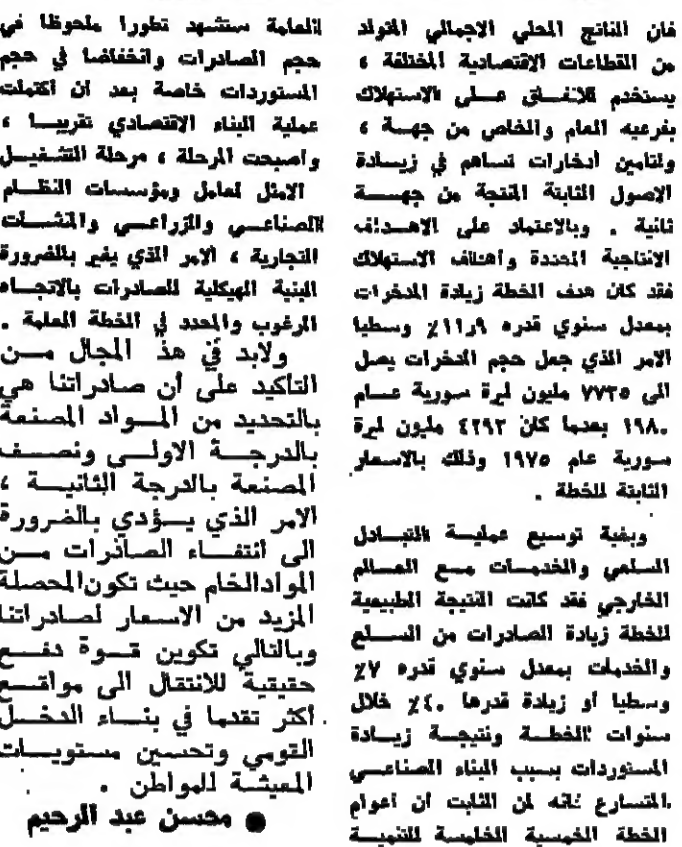 فان الناتج المحلي الاجمالي المتولد
من القطاعات الاقتصادية المختلفة ،
يستخدم للانفاق على الاستهلاك
بفرعيه العام والخاص من جهة ،
ولتامين ادخارات تساهم في زيادة
الاصول الثابتة المنتجة من جهة
ثانية . وبالاعتماد على الاهداف
الانتاجية المحددة وأهداف الاستهلاك
فقد كان هدف الخطة زيادة المدخرات
بمعدل سنوي قدره ١١٫٩٪ وسطيا
الامر الذي جعل حجم المدخرات يصل
الى ٧٧٣٥ مليون ليرة سورية عام
١٩٨٠ بعدما كان ٤٢٩٢ مليون ليرة
سورية عام ١٩٧٥ وذلك بالاسعار
الثابتة للخطة .
وبغية توسيع عملية التبادل
السلعي والخدمات مع العالم
الخارجي فقد كانت النتيجة الطبيعية
للخطة زيادة الصادرات من السلع
والخدمات بمعدل سنوي قدره ٧٪
وسطيا أو زيادة قدرها ٤٠٪ خلال
سنوات الخطة ونتيجة زيادة
المستوردات بسبب البناء الصناعي
المتسارع فانه لمن الثابت ان أعوام
الخطة الخمسية الخامسة للتنمية
العامة ستشهد تطورا ملحوظا في
حجم الصادرات وانخفاضا في حجم
المستوردات خاصة بعد ان اكتملت
عملية البناء الاقتصادي تقريبا ،
واصبحت المرحلة ، مرحلة التشغيل
الامثل لمعامل ومؤسسات النظام
الصناعي والزراعي والمنشآت
التجارية ، الامر الذي يغير بالضرورة
البنية الهيكلية للصادرات بالاتجاه
المرغوب والمحدد في الخطة العامة .
ولابد في هذ المجال من
التأكيد على أن صادراتنا هي
بالتحديد من المواد المصنعة
بالدرجة الاولى ونصف
المصنعة بالدرجة الثانية ،
الامر الذي يؤدي بالضرورة
الى انتفاء الصادرات من
المواد الخام حيث تكون المحصلة
المزيد من الاسعار لصادراتنا
وبالتالي تكوين قوة دفع
حقيقية للانتقال الى مواقع
أكثر تقدما في بناء الدخل
القومي وتحسين مستويات
المعيشة للمواطن .
● محسن عبد الرحيم